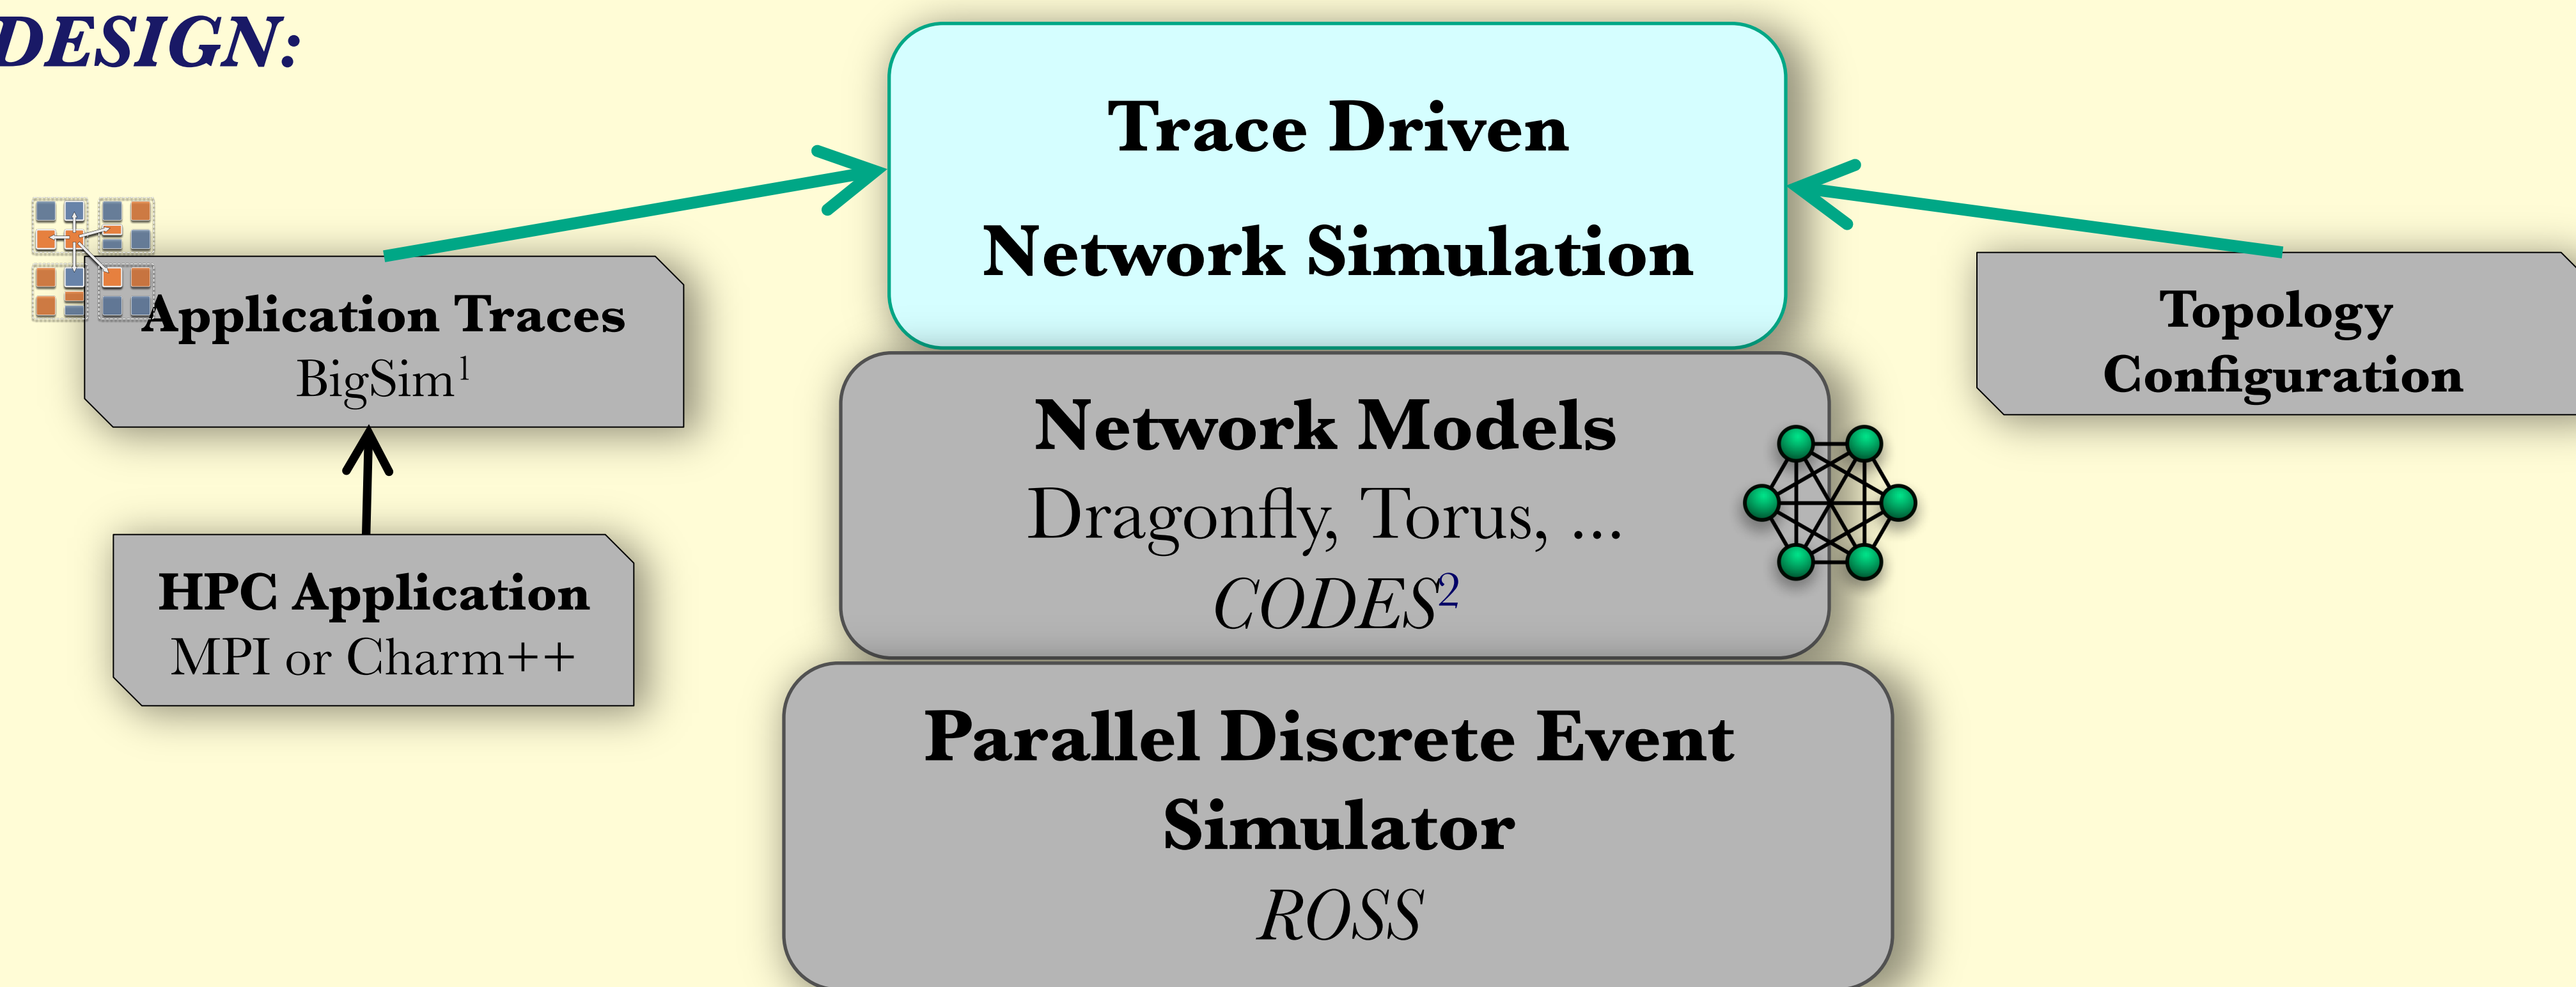 DESIGN:
Trace Driven
Network Simulation
Application Traces
BigSim¹
HPC Application
MPI or Charm++
Network Models
Dragonfly, Torus, ...
CODES²
Parallel Discrete Event
Simulator
ROSS
Topology
Configuration